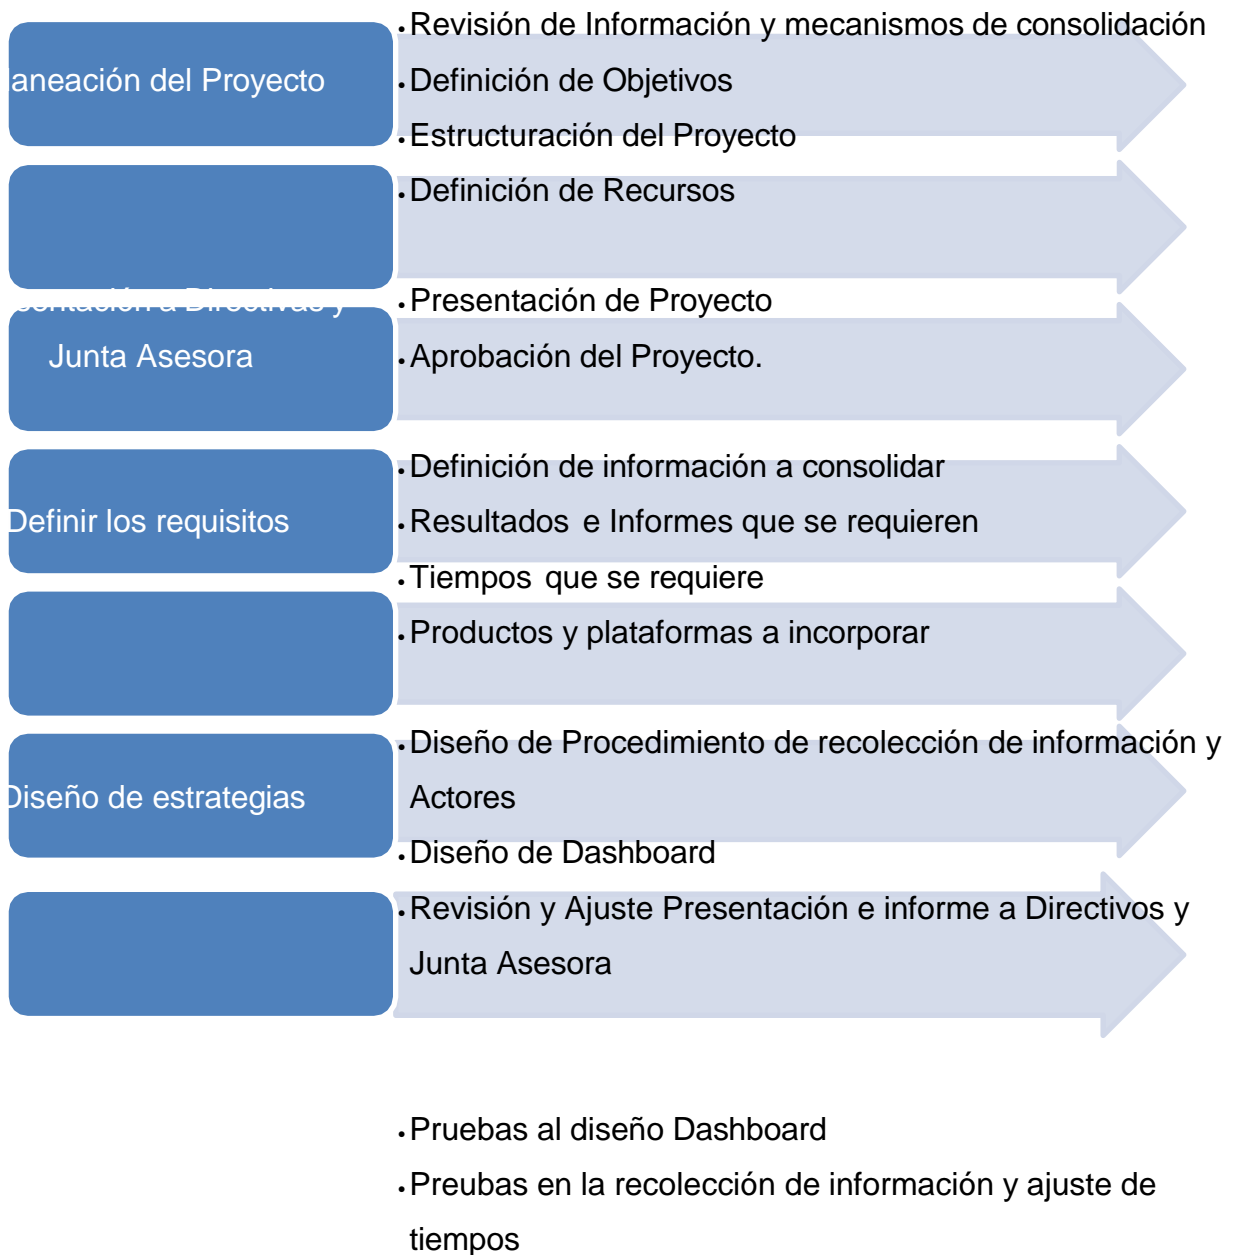 • Revisión de Información y mecanismos de consolidación
laneación del Proyecto
• Definición de Objetivos
• Estructuración del Proyecto
• Definición de Recursos
• Presentación de Proyecto
Junta Asesora
• Aprobación del Proyecto.
• Definición de información a consolidar
Definir los requisitos
• Resultados e Informes que se requieren
• Tiempos que se requiere
• Productos y plataformas a incorporar
• Diseño de Procedimiento de recolección de información y
Actores
Diseño de estrategias
• Diseño de Dashboard
• Revisión y Ajuste Presentación e informe a Directivos y
Junta Asesora
• Pruebas al diseño Dashboard
• Preubas en la recolección de información y ajuste de
tiempos